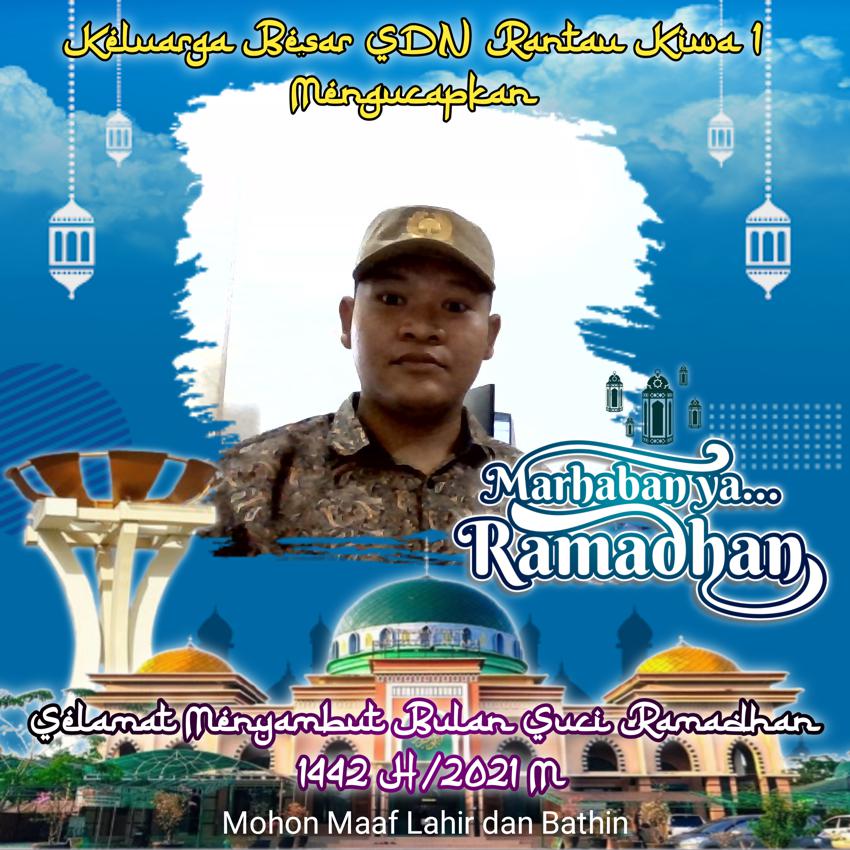 Keluarga Besar SDN Rantau Kiwa 1
Mengucapkan
Marhaban ya...
Ramadhan
Selamat Menyambut Bulan Suci Ramadhan
1442 H/2021 M
Mohon Maaf Lahir dan Bathin